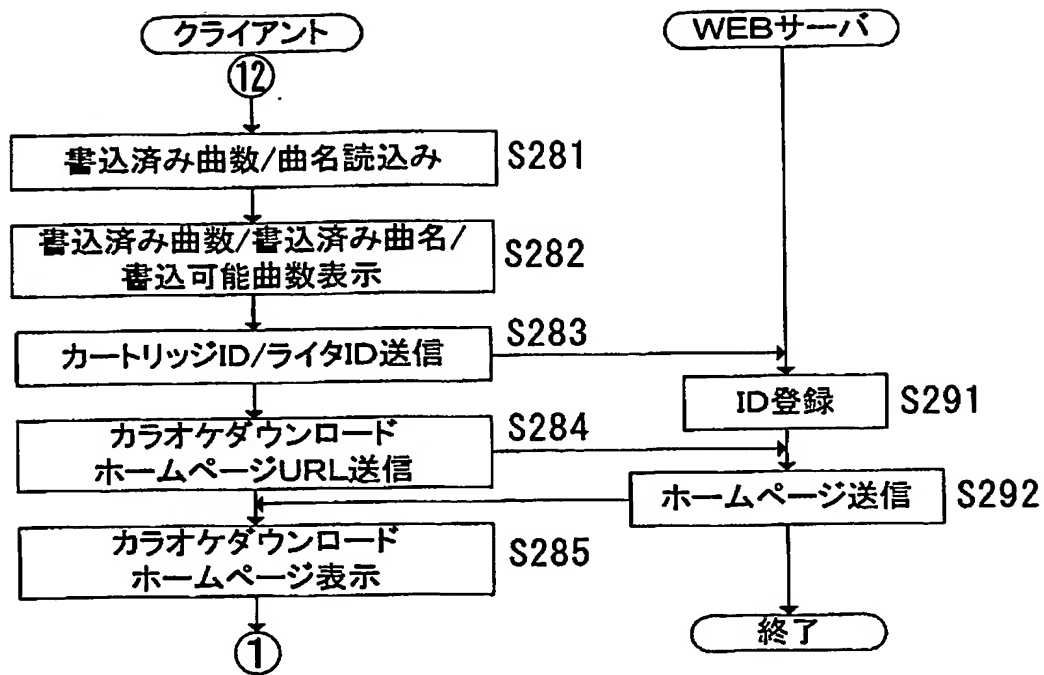 クライアント
WEBサーバ
12
書込済み曲数/曲名読込み
S281
書込済み曲数/書込済み曲名/
書込可能曲数表示
S282
カートリッジID/ライタID送信
S283
ID登録
S291
カラオケダウンロード
ホームページURL送信
S284
ホームページ送信
S292
カラオケダウンロード
ホームページ表示
S285
1
終了